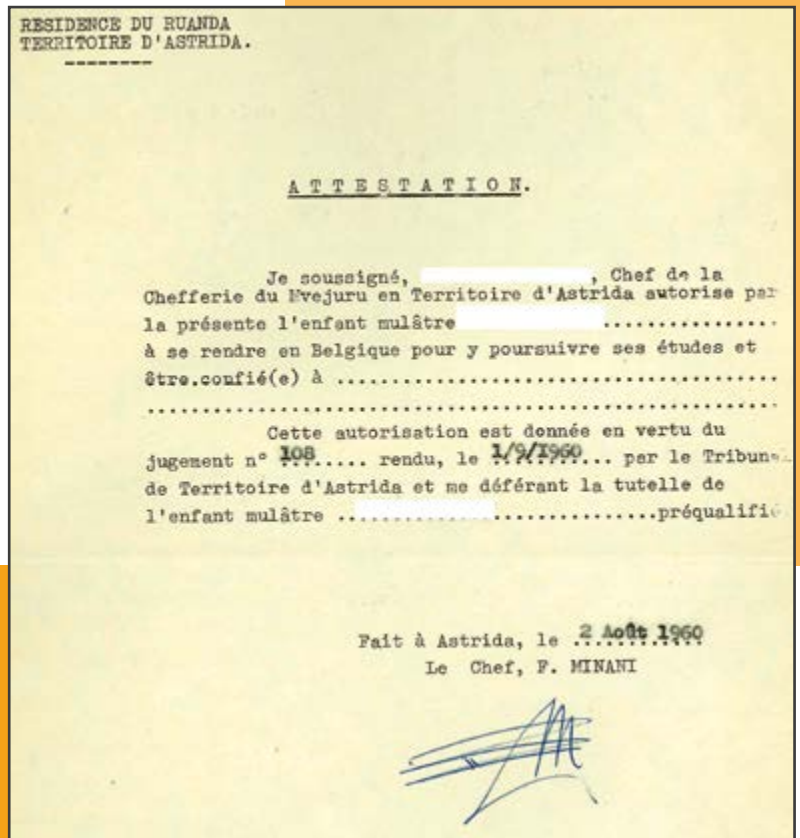 RESIDENCE DU RUANDA
TERRITOIRE D'ASTRIDA.
--------
ATTESTATION.
Je soussigné, , Chef de la
Chefferie du Mvejuru en Territoire d'Astrida autorise par
la présente l'enfant mulâtre ................
à se rendre en Belgique pour y poursuivre ses études et
être.confié(e) à ........................................
.........................................................
Cette autorisation est donnée en vertu du
jugement n° 108..... rendu, le 1/9/1960... par le Tribunal
de Territoire d'Astrida et me déférant la tutelle de
l'enfant mulâtre .. ...............préqualifié
Fait à Astrida, le 2 Août 1960
Le Chef, F. MINANI